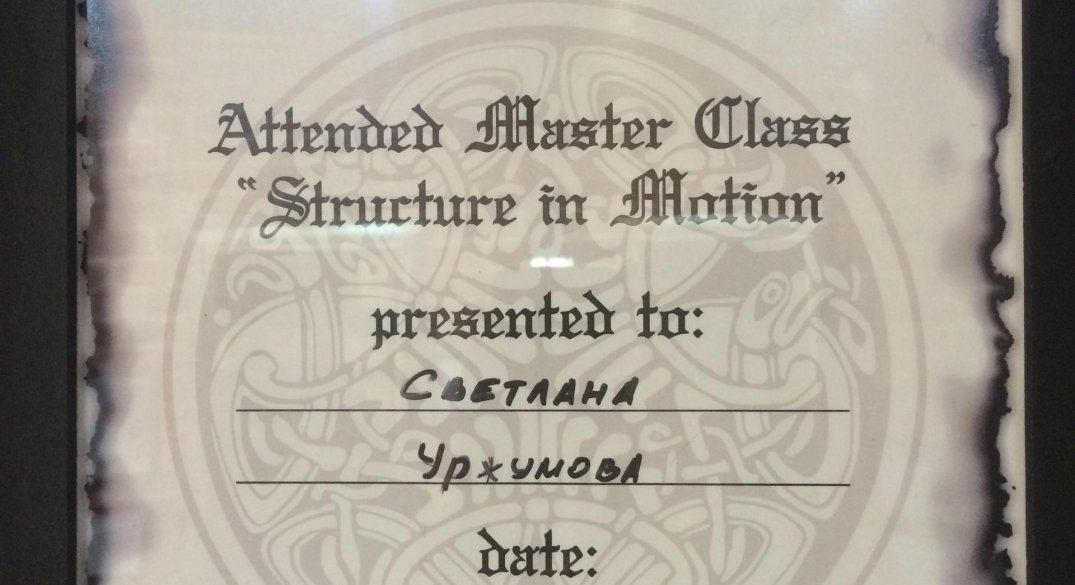 Attended Master Class
“Structure in Motion”
presented to:
Светлана
Уржумова
date: